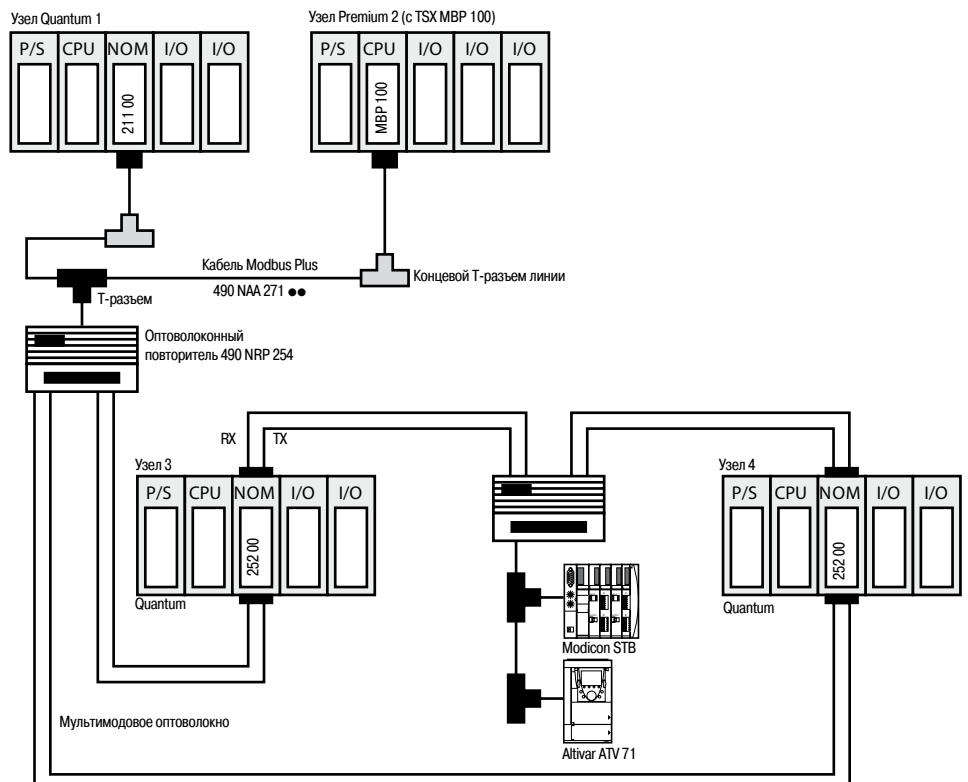 Узел Quantum 1
P/S CPU NOM I/O I/O
211 00
Узел Premium 2 (с TSX MBP 100)
P/S CPU I/O I/O I/O
MBP 100
Кабель Modbus Plus
490 NAA 271 ●●
Концевой Т-разъем линии
Т-разъем
Оптоволоконный
повторитель 490 NRP 254
RX TX
Узел 3
P/S CPU NOM I/O I/O
252 00
Quantum
Узел 4
P/S CPU NOM I/O I/O
252 00
Quantum
Modicon STB
Altivar ATV 71
Мультимодовое оптоволокно